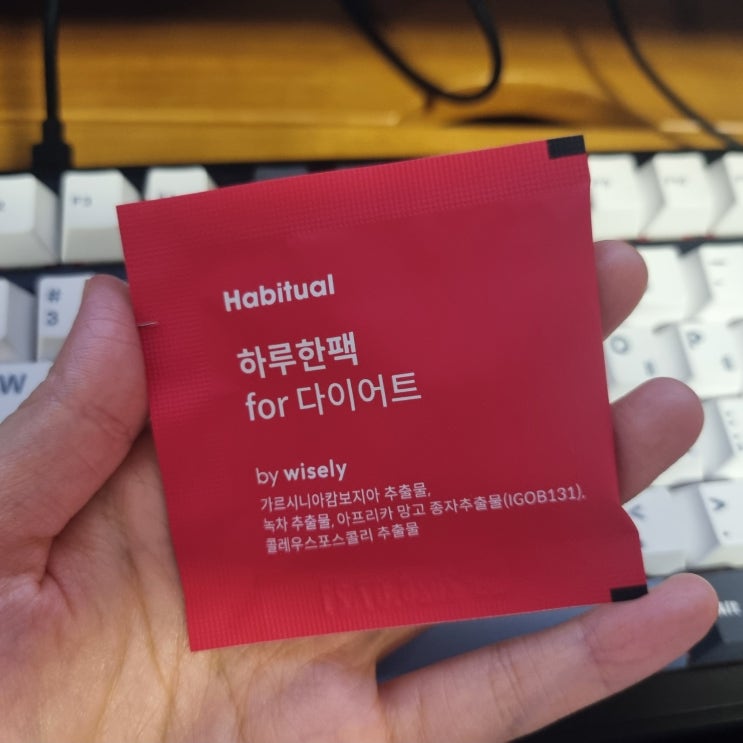 Habitual
하루한팩
for 다이어트
by wisely
가르시니아캄보지아 추출물,
녹차 추출물, 아프리카 망고 종자추출물(IGOB131),
콜레우스포스콜리 추출물
#
3
W
O
P